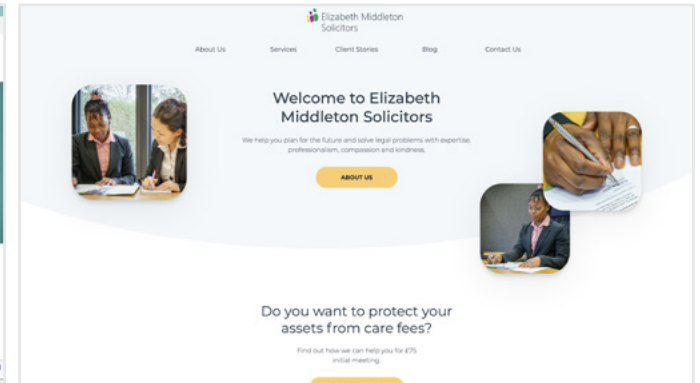 Elizabeth Middleton
Solicitors
About Us Services Client Stories Blog Contact Us
Welcome to Elizabeth
Middleton Solicitors
We help you plan for the future and solve legal problems with expertise,
professionalism, compassion and kindness.
ABOUT US
Do you want to protect your
assets from care fees?
Find out how we can help you for £75
initial meeting.